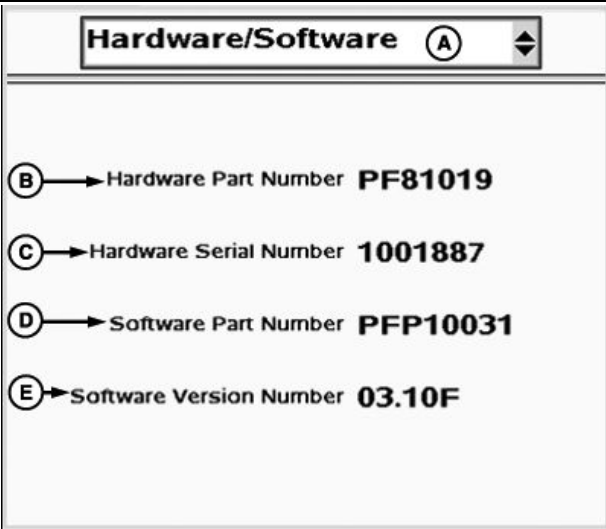 Hardware/Software A
B Hardware Part Number PF81019
C Hardware Serial Number 1001887
D Software Part Number PFP10031
E Software Version Number 03.10F